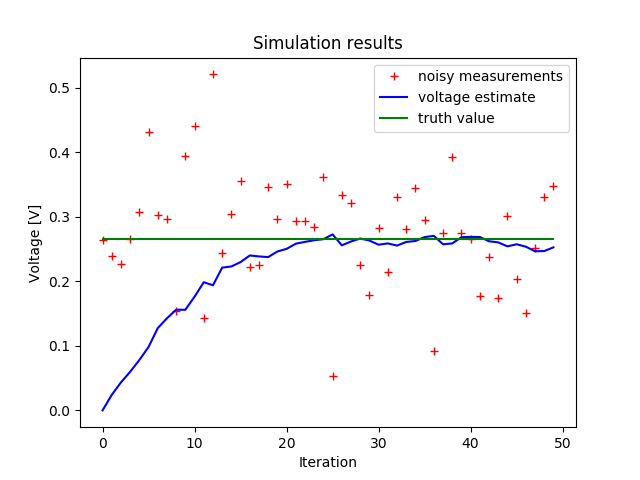 Simulation results
noisy measurements
voltage estimate
truth value
0.5
0.4
0.3
0.2
0.1
0.0
Voltage [V]
0 10 20 30 40 50
Iteration